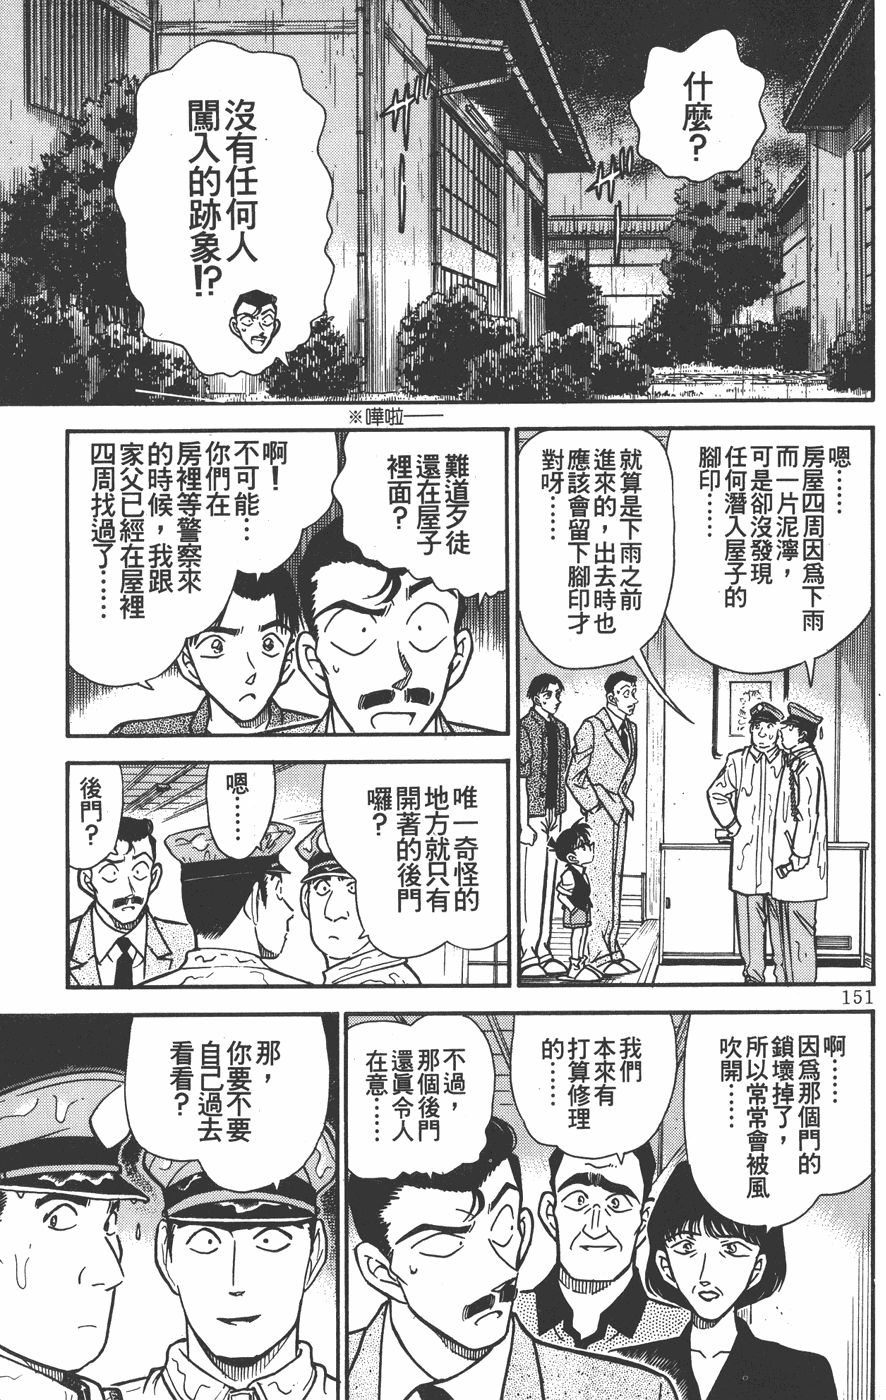 什麼？
沒有任何人
闖入的跡象!?
※嘩啦——
嗯……
房屋四周因為下雨
而一片泥濘，
可是卻沒發現
任何潛入屋子的
腳印……
就算是下雨之前
進來的，出去時也
應該會留下腳印才
對呀……
難道歹徒
還在屋子
裡面？
啊！
不可能…
你們在
房裡等警察來
的時候，我跟
家父已經在屋裡
四周找過了……
唯一奇怪的
地方就只有
開著的後門
囉？
嗯……
後門？
151
啊……
因為那個門的
鎖壞掉了，
所以常常會被風
吹開……
我們
本來有
打算修理
的……
不過，
那個後門
還真令人
在意……
那，
你要不要
自己過去
看看？